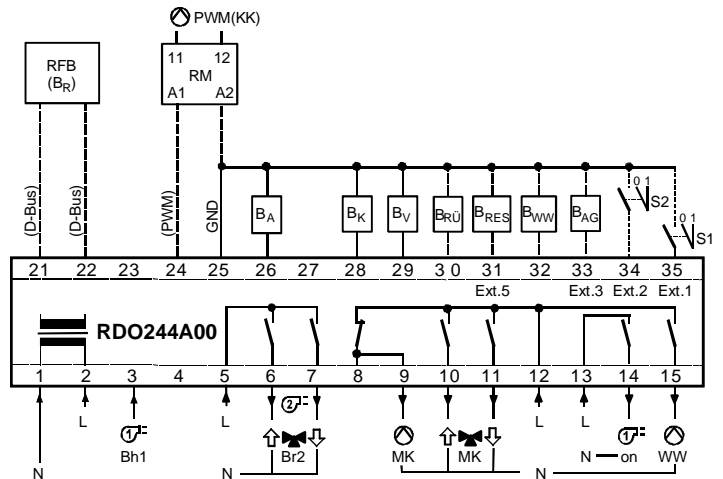 PWM(KK)
RFB
(BR)
11 12
RM
A1 A2
(D-Bus)
(D-Bus)
(PWM)
GND
BA
BK
BV
BRÜ
BRES
BWW
BAG
0 1
S2
0 1
S1
21 22 23 24 25 26 27 28 29 30 31 32 33 34 35
Ext.5 Ext.3 Ext.2 Ext.1
RDO244A00
1 2 3 4 5 6 7 8 9 10 11 12 13 14 15
2
L 1 L L L 1
Bh1 Br2 MK MK N on WW
N N N